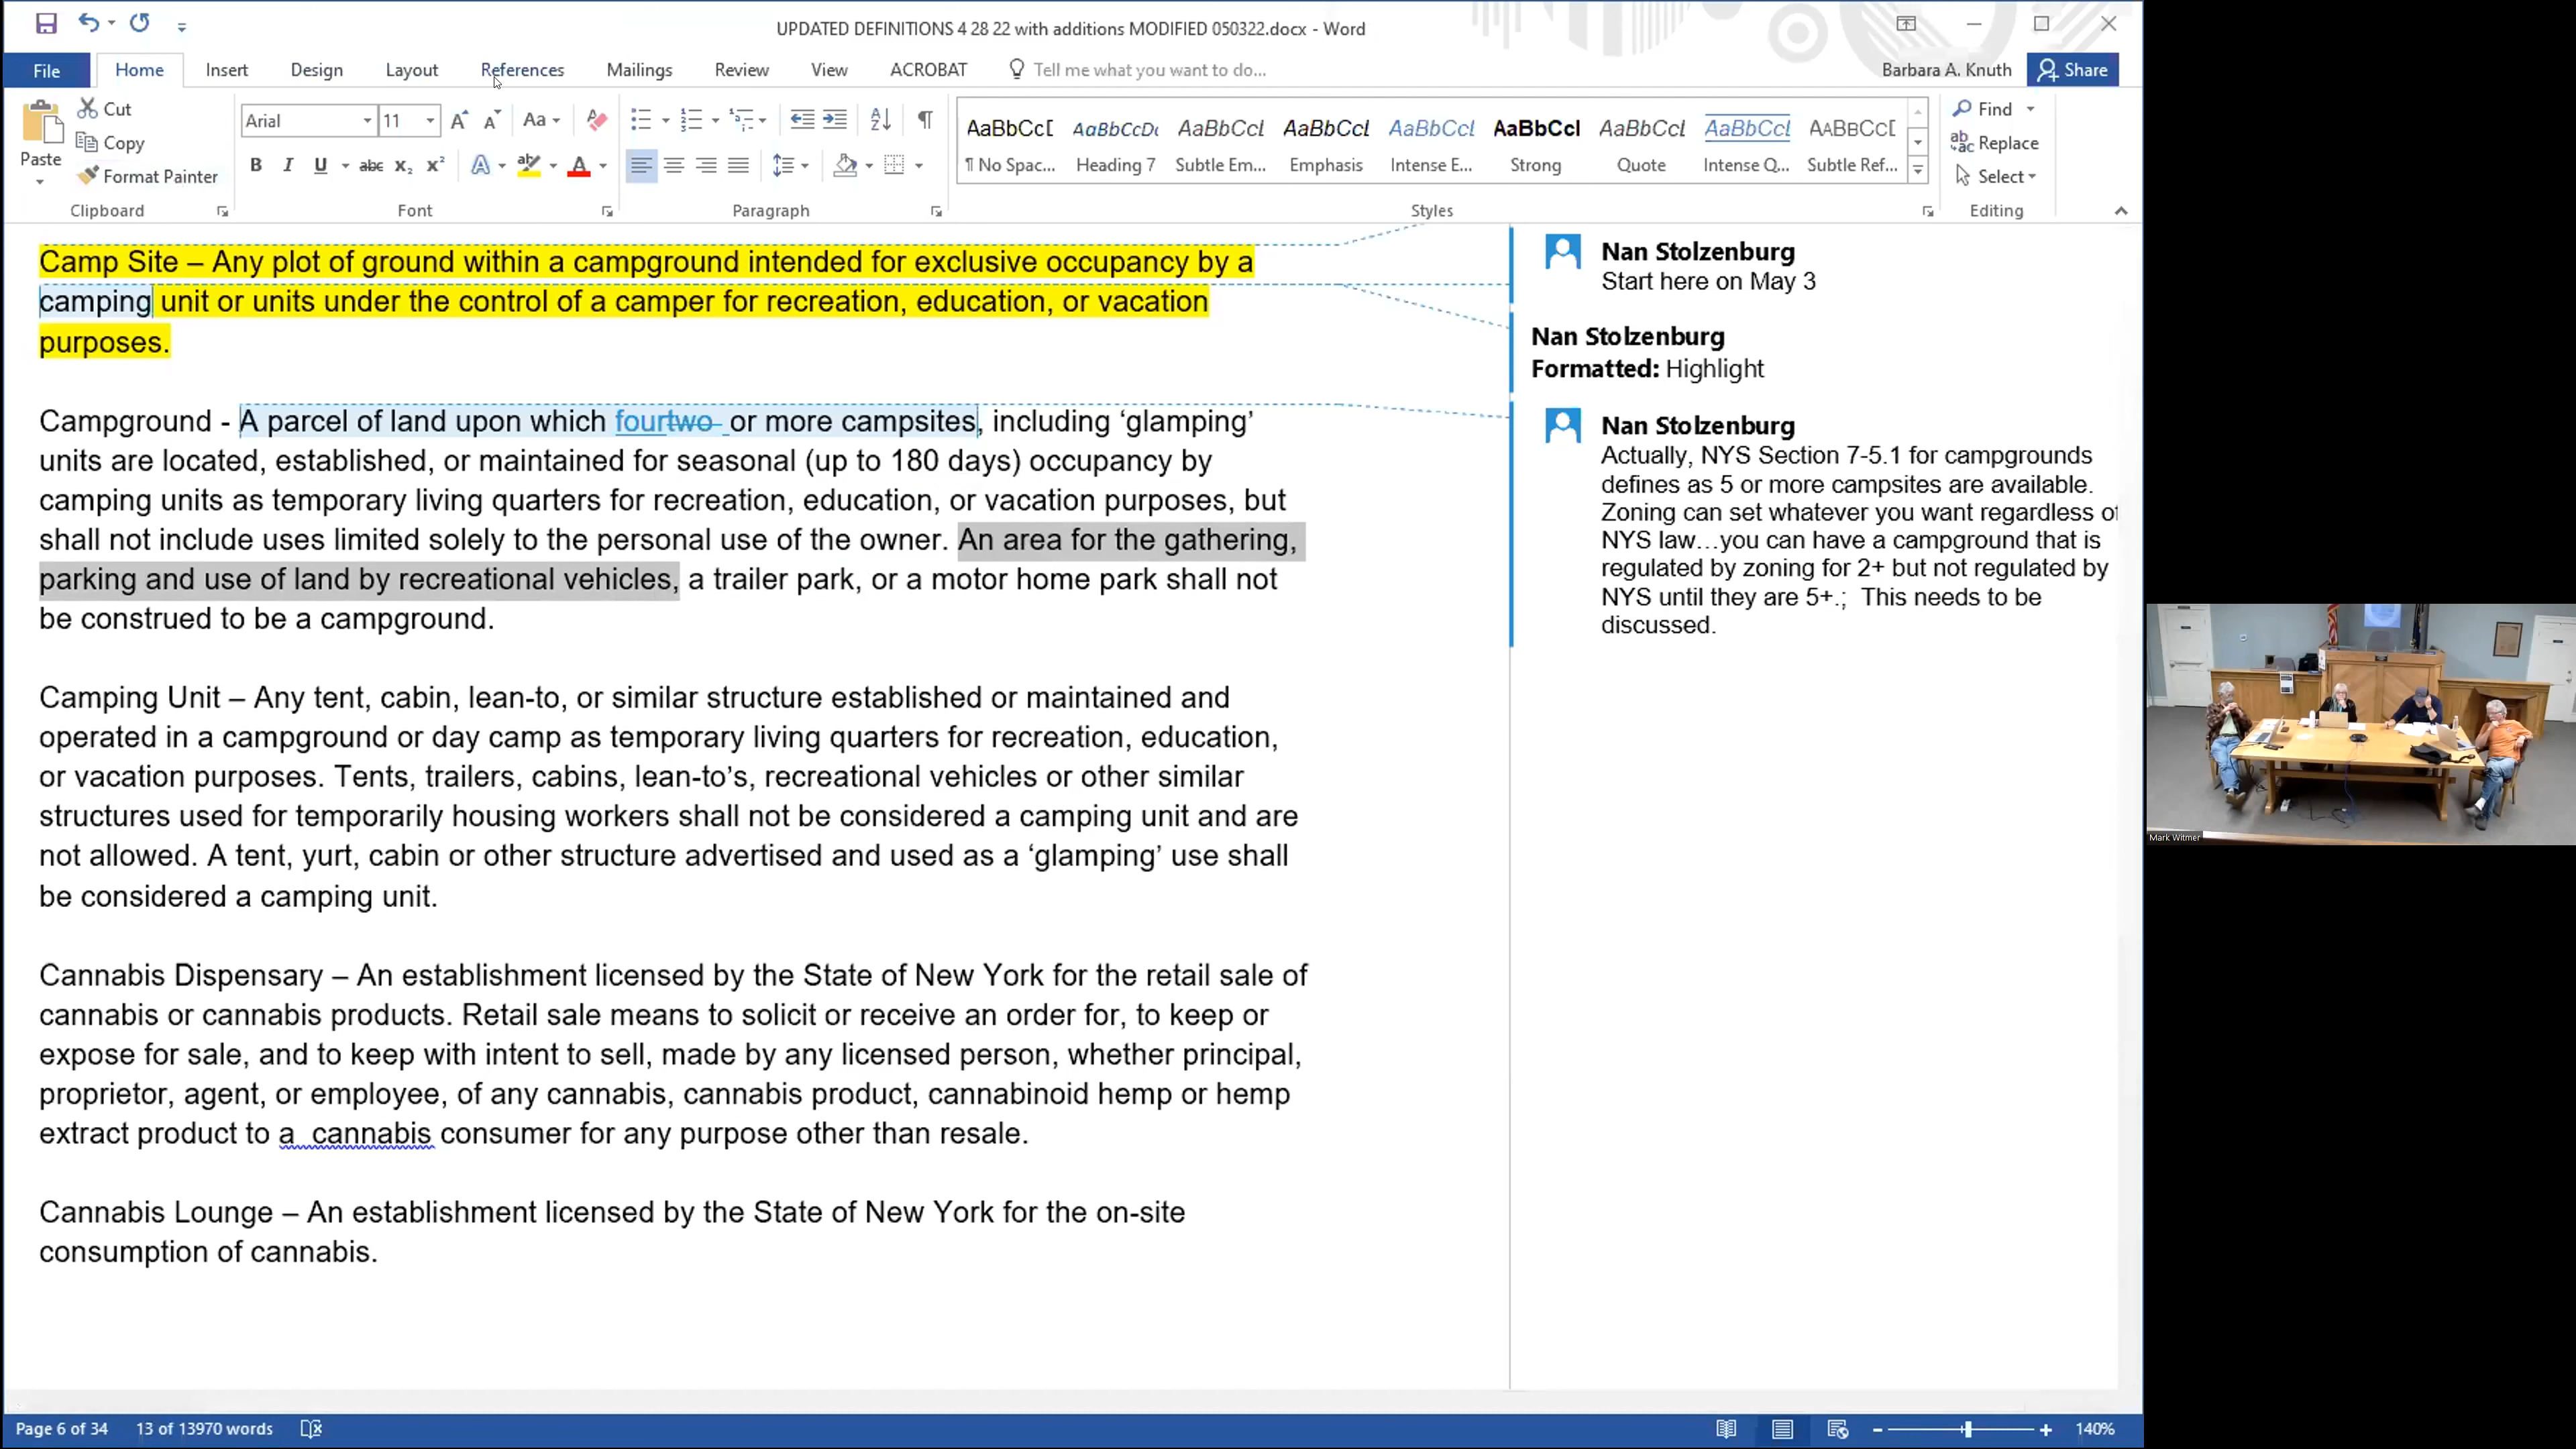 UPDATED DEFINITIONS 4 28 22 with additions MODIFIED 050322.docx - Word
File
Home
Insert
Design
Layout
References
Mailings
Review
View
ACROBAT
Tell me what you want to do...
Barbara A. Knuth
Share
Paste
Cut
Copy
Format Painter
Clipboard
Arial
11
Font
Paragraph
AaBbCcD
¶ No Spac...
AaBbCcDc
Heading 7
AaBbCcL
Subtle Em...
AaBbCcL
Emphasis
AaBbCcL
Intense E...
AaBbCcl
Strong
AaBbCcL
Quote
AaBbCcL
Intense Q...
AABBCCD
Subtle Ref...
Styles
Find
Replace
Select
Editing
Camp Site – Any plot of ground within a campground intended for exclusive occupancy by a
camping unit or units under the control of a camper for recreation, education, or vacation
purposes.
Campground - A parcel of land upon which fourtwo or more campsites, including ‘glamping’
units are located, established, or maintained for seasonal (up to 180 days) occupancy by
camping units as temporary living quarters for recreation, education, or vacation purposes, but
shall not include uses limited solely to the personal use of the owner. An area for the gathering,
parking and use of land by recreational vehicles, a trailer park, or a motor home park shall not
be construed to be a campground.
Camping Unit – Any tent, cabin, lean-to, or similar structure established or maintained and
operated in a campground or day camp as temporary living quarters for recreation, education,
or vacation purposes. Tents, trailers, cabins, lean-to’s, recreational vehicles or other similar
structures used for temporarily housing workers shall not be considered a camping unit and are
not allowed. A tent, yurt, cabin or other structure advertised and used as a ‘glamping’ use shall
be considered a camping unit.
Cannabis Dispensary – An establishment licensed by the State of New York for the retail sale of
cannabis or cannabis products. Retail sale means to solicit or receive an order for, to keep or
expose for sale, and to keep with intent to sell, made by any licensed person, whether principal,
proprietor, agent, or employee, of any cannabis, cannabis product, cannabinoid hemp or hemp
extract product to a  cannabis consumer for any purpose other than resale.
Cannabis Lounge – An establishment licensed by the State of New York for the on-site
consumption of cannabis.
Nan Stolzenburg
Start here on May 3
Nan Stolzenburg
Formatted: Highlight
Nan Stolzenburg
Actually, NYS Section 7-5.1 for campgrounds
defines as 5 or more campsites are available.
Zoning can set whatever you want regardless of
NYS law…you can have a campground that is
regulated by zoning for 2+ but not regulated by
NYS until they are 5+.;  This needs to be
discussed.
Mark Witmer
Page 6 of 34
13 of 13970 words
140%